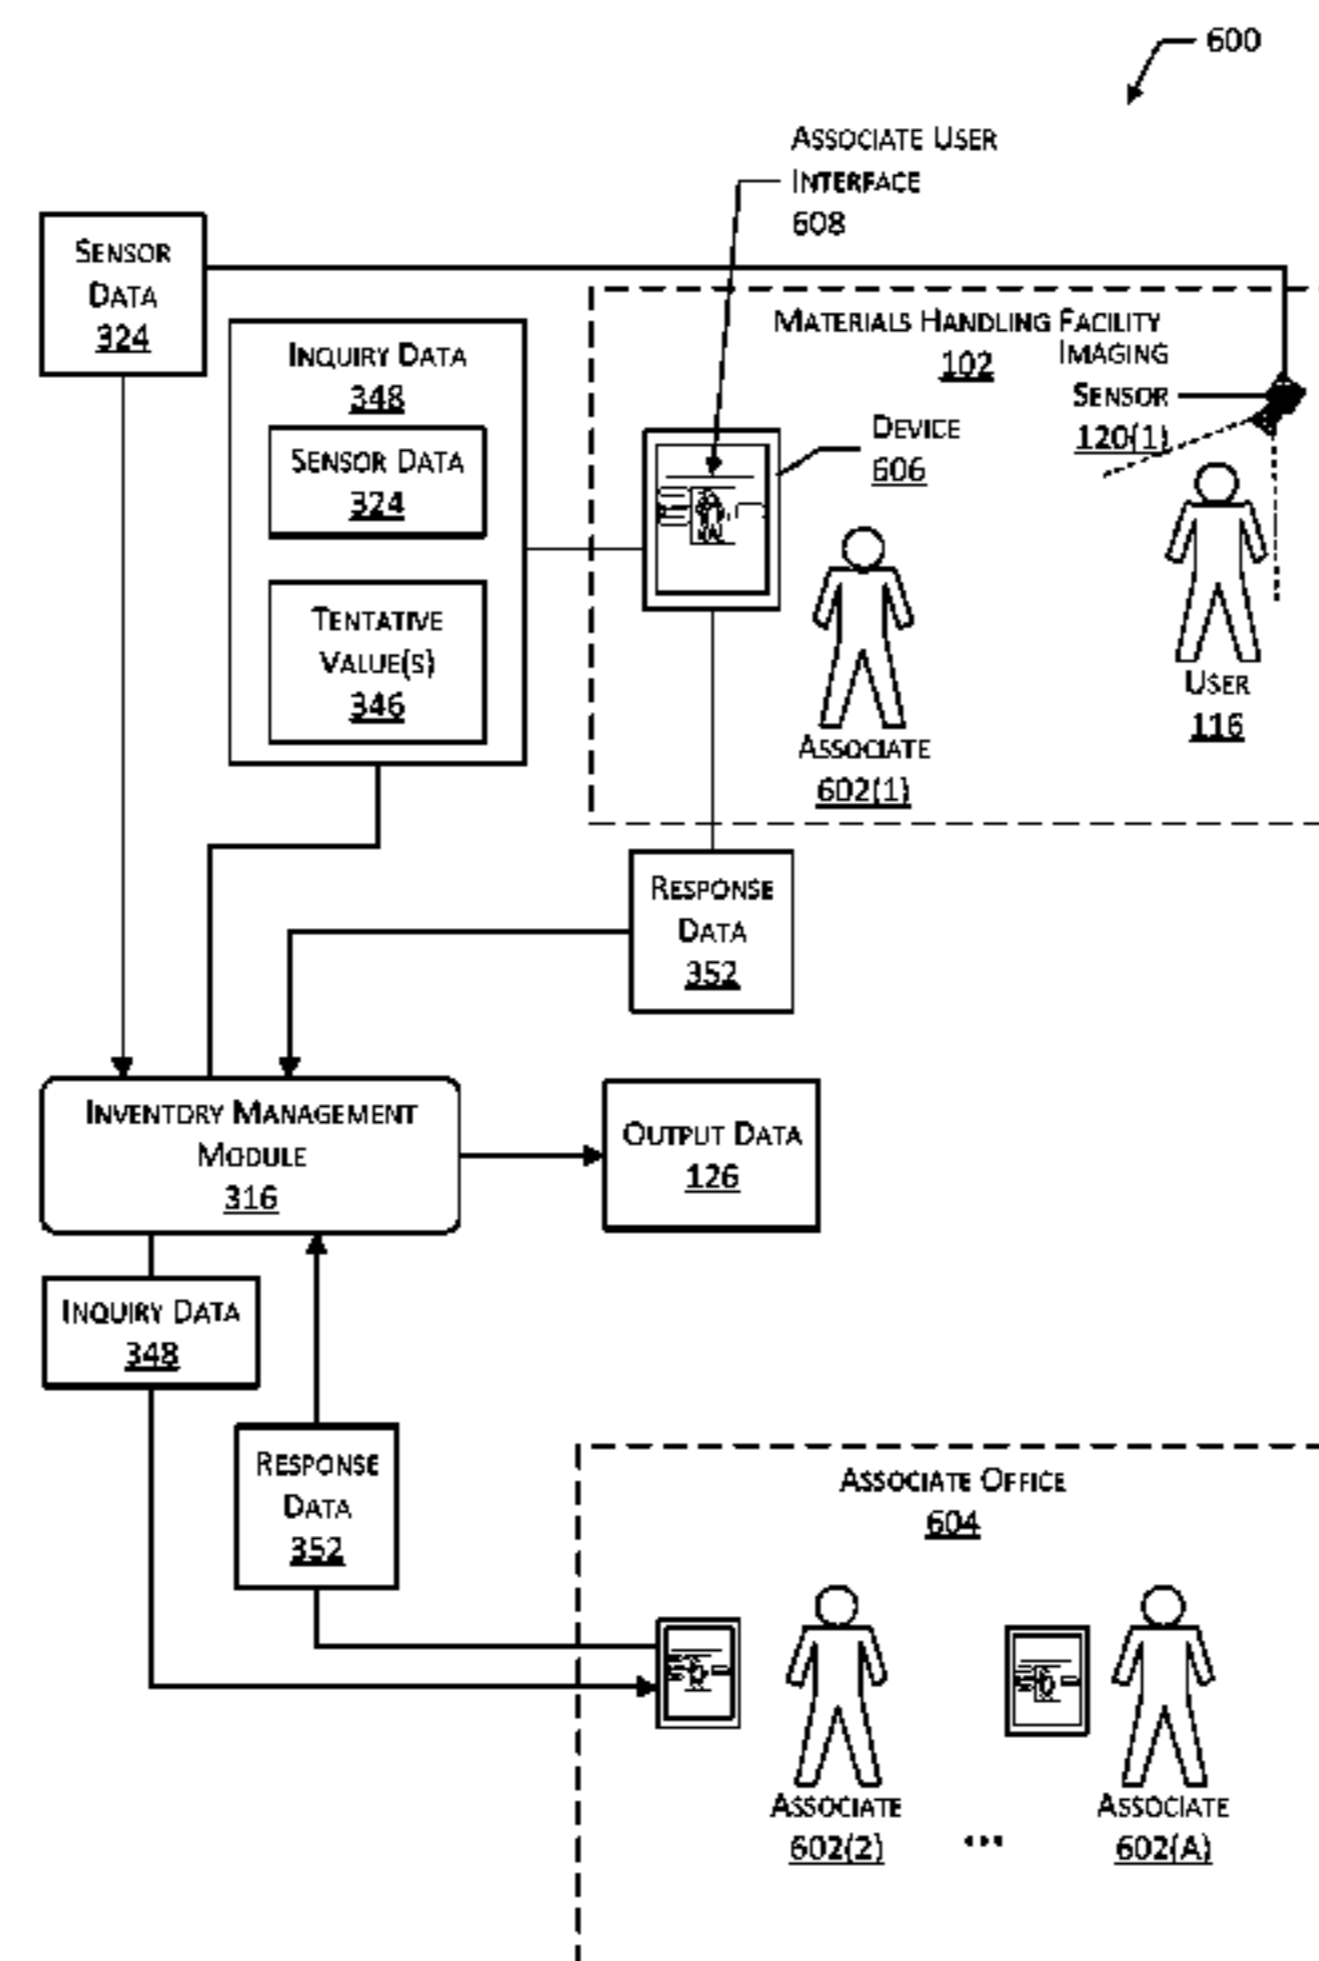 600
ASSOCIATE USER
INTERFACE
608
SENSOR
DATA
324
MATERIALS HANDLING FACILITY
102
IMAGING
SENSOR
120(1)
INQUIRY DATA
348
SENSOR DATA
324
TENTATIVE
VALUE(S)
346
DEVICE
606
USER
116
ASSOCIATE
602(1)
RESPONSE
DATA
352
INVENTORY MANAGEMENT
MODULE
316
OUTPUT DATA
126
INQUIRY DATA
348
RESPONSE
DATA
352
ASSOCIATE OFFICE
604
ASSOCIATE
602(2)
...
ASSOCIATE
602(A)